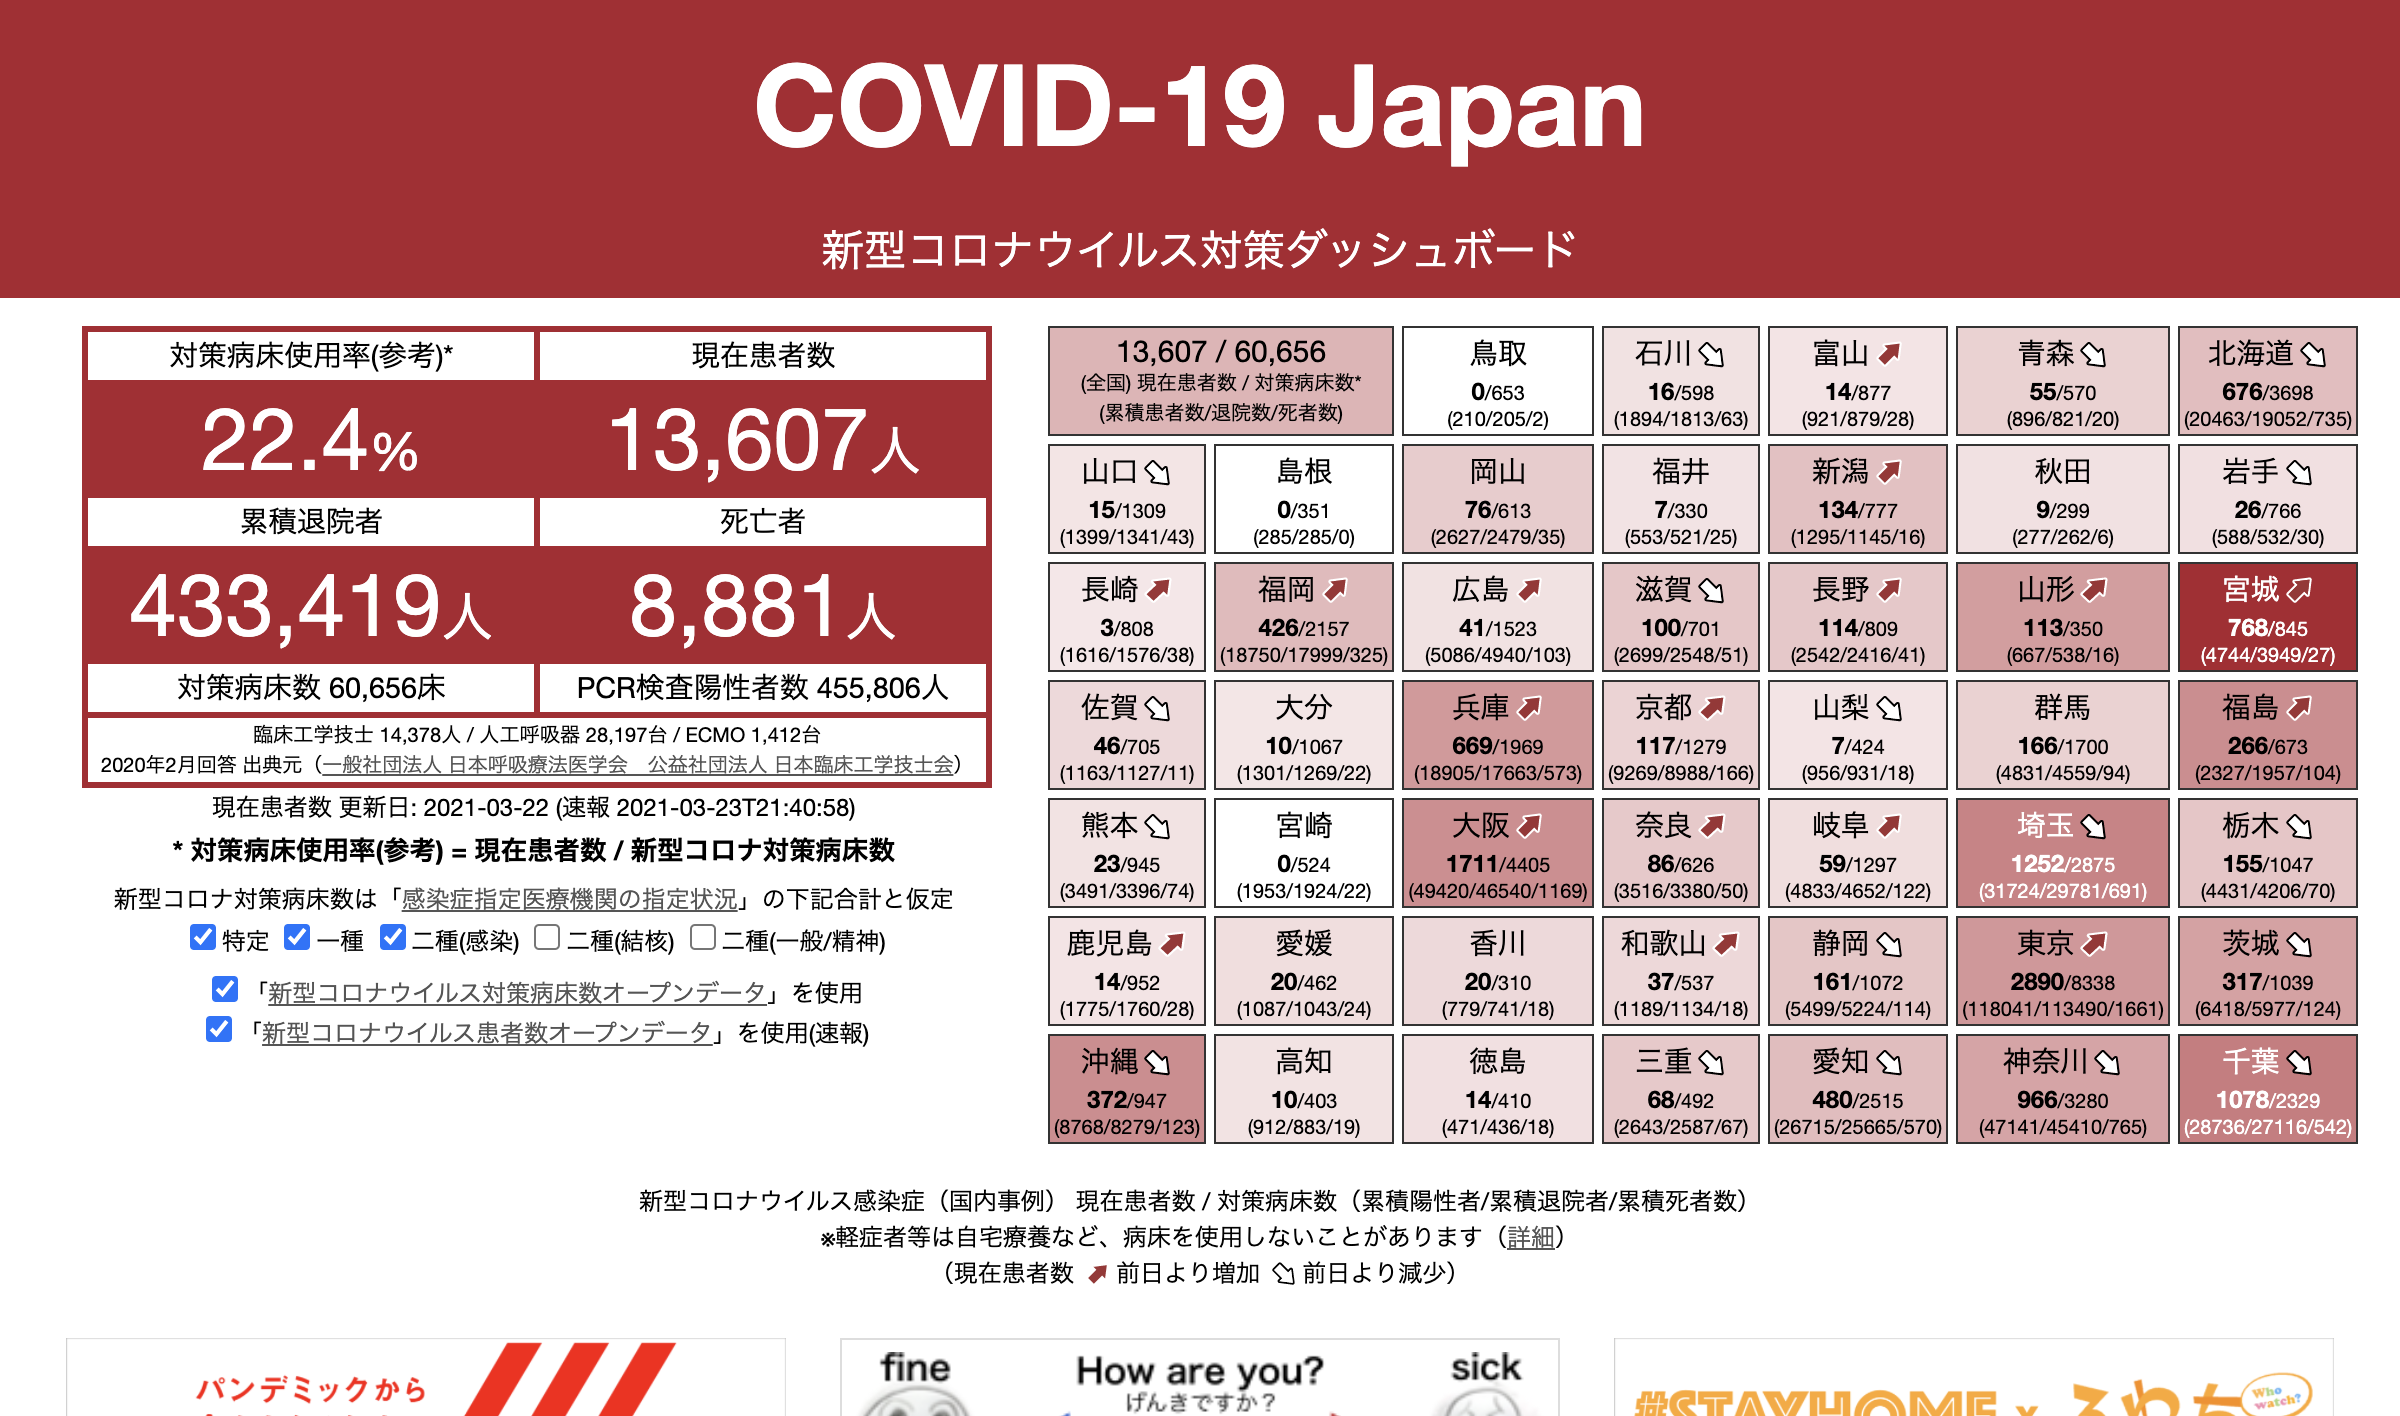 COVID-19 Japan
新型コロナウイルス対策ダッシュボード
対策病床使用率(参考)*
現在患者数
22.4%
13,607人
累積退院者
死亡者
433,419人
8,881人
対策病床数 60,656床
PCR検査陽性者数 455,806人
臨床工学技士 14,378人 / 人工呼吸器 28,197台 / ECMO 1,412台
2020年2月回答 出典元（一般社団法人 日本呼吸療法医学会　公益社団法人 日本臨床工学技士会）
現在患者数 更新日: 2021-03-22 (速報 2021-03-23T21:40:58)
* 対策病床使用率(参考) = 現在患者数 / 新型コロナ対策病床数
新型コロナ対策病床数は「感染症指定医療機関の指定状況」の下記合計と仮定
特定 一種 二種(感染) 二種(結核) 二種(一般/精神)
「新型コロナウイルス対策病床数オープンデータ」を使用
「新型コロナウイルス患者数オープンデータ」を使用(速報)
13,607 / 60,656
(全国) 現在患者数 / 対策病床数*
(累積患者数/退院数/死者数)
鳥取
0/653
(210/205/2)
石川
16/598
(1894/1813/63)
富山
14/877
(921/879/28)
青森
55/570
(896/821/20)
北海道
676/3698
(20463/19052/735)
山口
15/1309
(1399/1341/43)
島根
0/351
(285/285/0)
岡山
76/613
(2627/2479/35)
福井
7/330
(553/521/25)
新潟
134/777
(1295/1145/16)
秋田
9/299
(277/262/6)
岩手
26/766
(588/532/30)
長崎
3/808
(1616/1576/38)
福岡
426/2157
(18750/17999/325)
広島
41/1523
(5086/4940/103)
滋賀
100/701
(2699/2548/51)
長野
114/809
(2542/2416/41)
山形
113/350
(667/538/16)
宮城
768/845
(4744/3949/27)
佐賀
46/705
(1163/1127/11)
大分
10/1067
(1301/1269/22)
兵庫
669/1969
(18905/17663/573)
京都
117/1279
(9269/8988/166)
山梨
7/424
(956/931/18)
群馬
166/1700
(4831/4559/94)
福島
266/673
(2327/1957/104)
熊本
23/945
(3491/3396/74)
宮崎
0/524
(1953/1924/22)
大阪
1711/4405
(49420/46540/1169)
奈良
86/626
(3516/3380/50)
岐阜
59/1297
(4833/4652/122)
埼玉
1252/2875
(31724/29781/691)
栃木
155/1047
(4431/4206/70)
鹿児島
14/952
(1775/1760/28)
愛媛
20/462
(1087/1043/24)
香川
20/310
(779/741/18)
和歌山
37/537
(1189/1134/18)
静岡
161/1072
(5499/5224/114)
東京
2890/8338
(118041/113490/1661)
茨城
317/1039
(6418/5977/124)
沖縄
372/947
(8768/8279/123)
高知
10/403
(912/883/19)
徳島
14/410
(471/436/18)
三重
68/492
(2643/2587/67)
愛知
480/2515
(26715/25665/570)
神奈川
966/3280
(47141/45410/765)
千葉
1078/2329
(28736/27116/542)
新型コロナウイルス感染症（国内事例） 現在患者数 / 対策病床数（累積陽性者/累積退院者/累積死者数）
※軽症者等は自宅療養など、病床を使用しないことがあります（詳細）
（現在患者数 前日より増加 前日より減少）
パンデミックから
fine
How are you?
げんきですか？
sick
#STAYHOME x ふわち
Who watch?